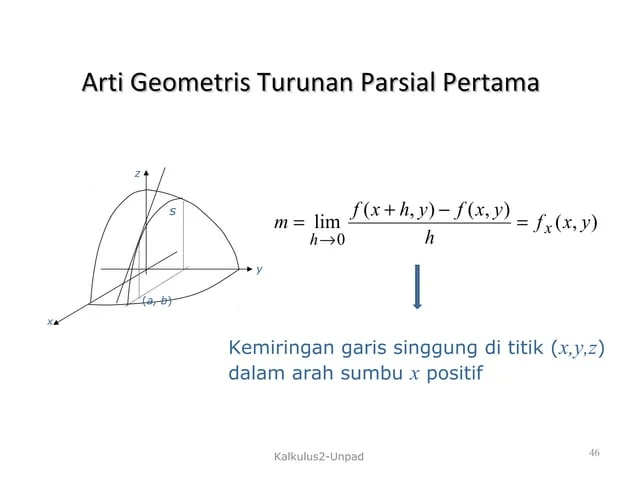 Arti Geometris Turunan Parsial Pertama
z
s
y
(a, b)
x
m = lim h→0 f(x + h, y) − f(x, y) / h = fx(x, y)
Kemiringan garis singgung di titik (x,y,z)
dalam arah sumbu x positif
Kalkulus2-Unpad
46